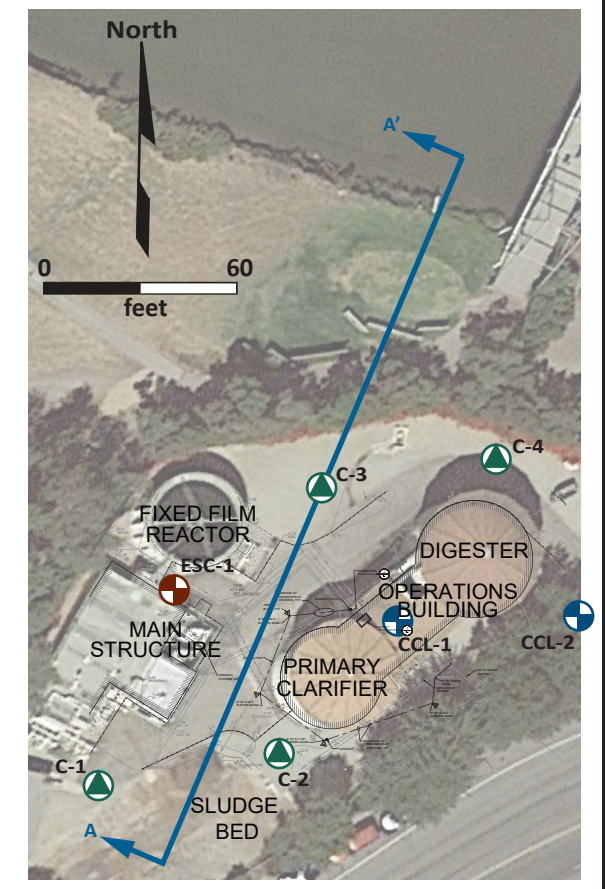 North
A'
0 60
feet
C-4
C-3
FIXED FILM
REACTOR
DIGESTER
ESC-1
OPERATIONS
BUILDING
MAIN
STRUCTURE
CCL-1
CCL-2
PRIMARY
CLARIFIER
C-1
C-2
SLUDGE
BED
A